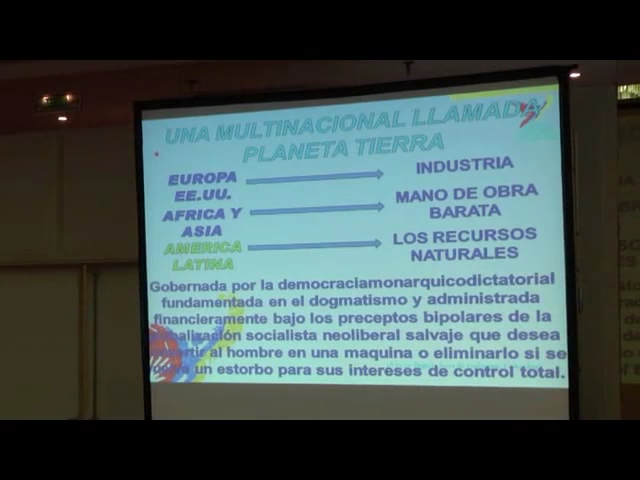 UNA MULTINACIONAL LLAMADA
PLANETA TIERRA
EUROPA
EE.UU.
INDUSTRIA
AFRICA Y
ASIA
MANO DE OBRA
BARATA
AMERICA
LATINA
LOS RECURSOS
NATURALES
Gobernada por la democraciamonarquicodictatorial
fundamentada en el dogmatismo y administrada
financieramente bajo los preceptos bipolares de la
socialista neoliberal salvaje que desea
al hombre en una maquina o eliminarlo si se
un estorbo para sus intereses de control total.